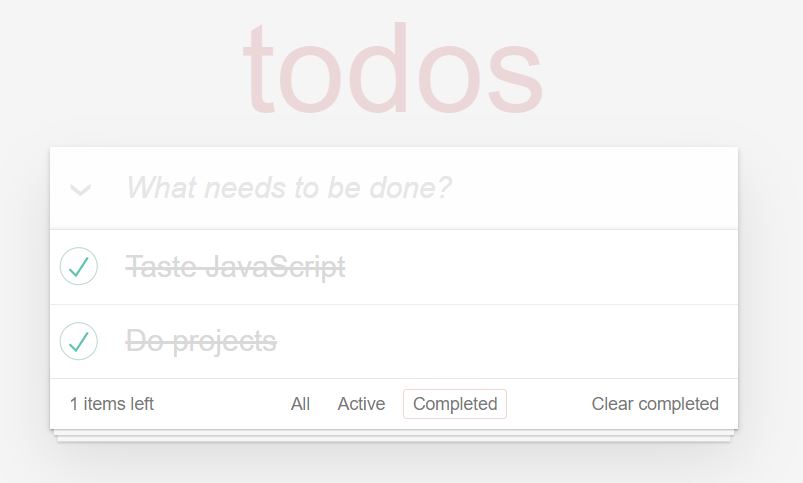 todos
What needs to be done?
Taste JavaScript
Do projects
1 items left All Active Completed Clear completed